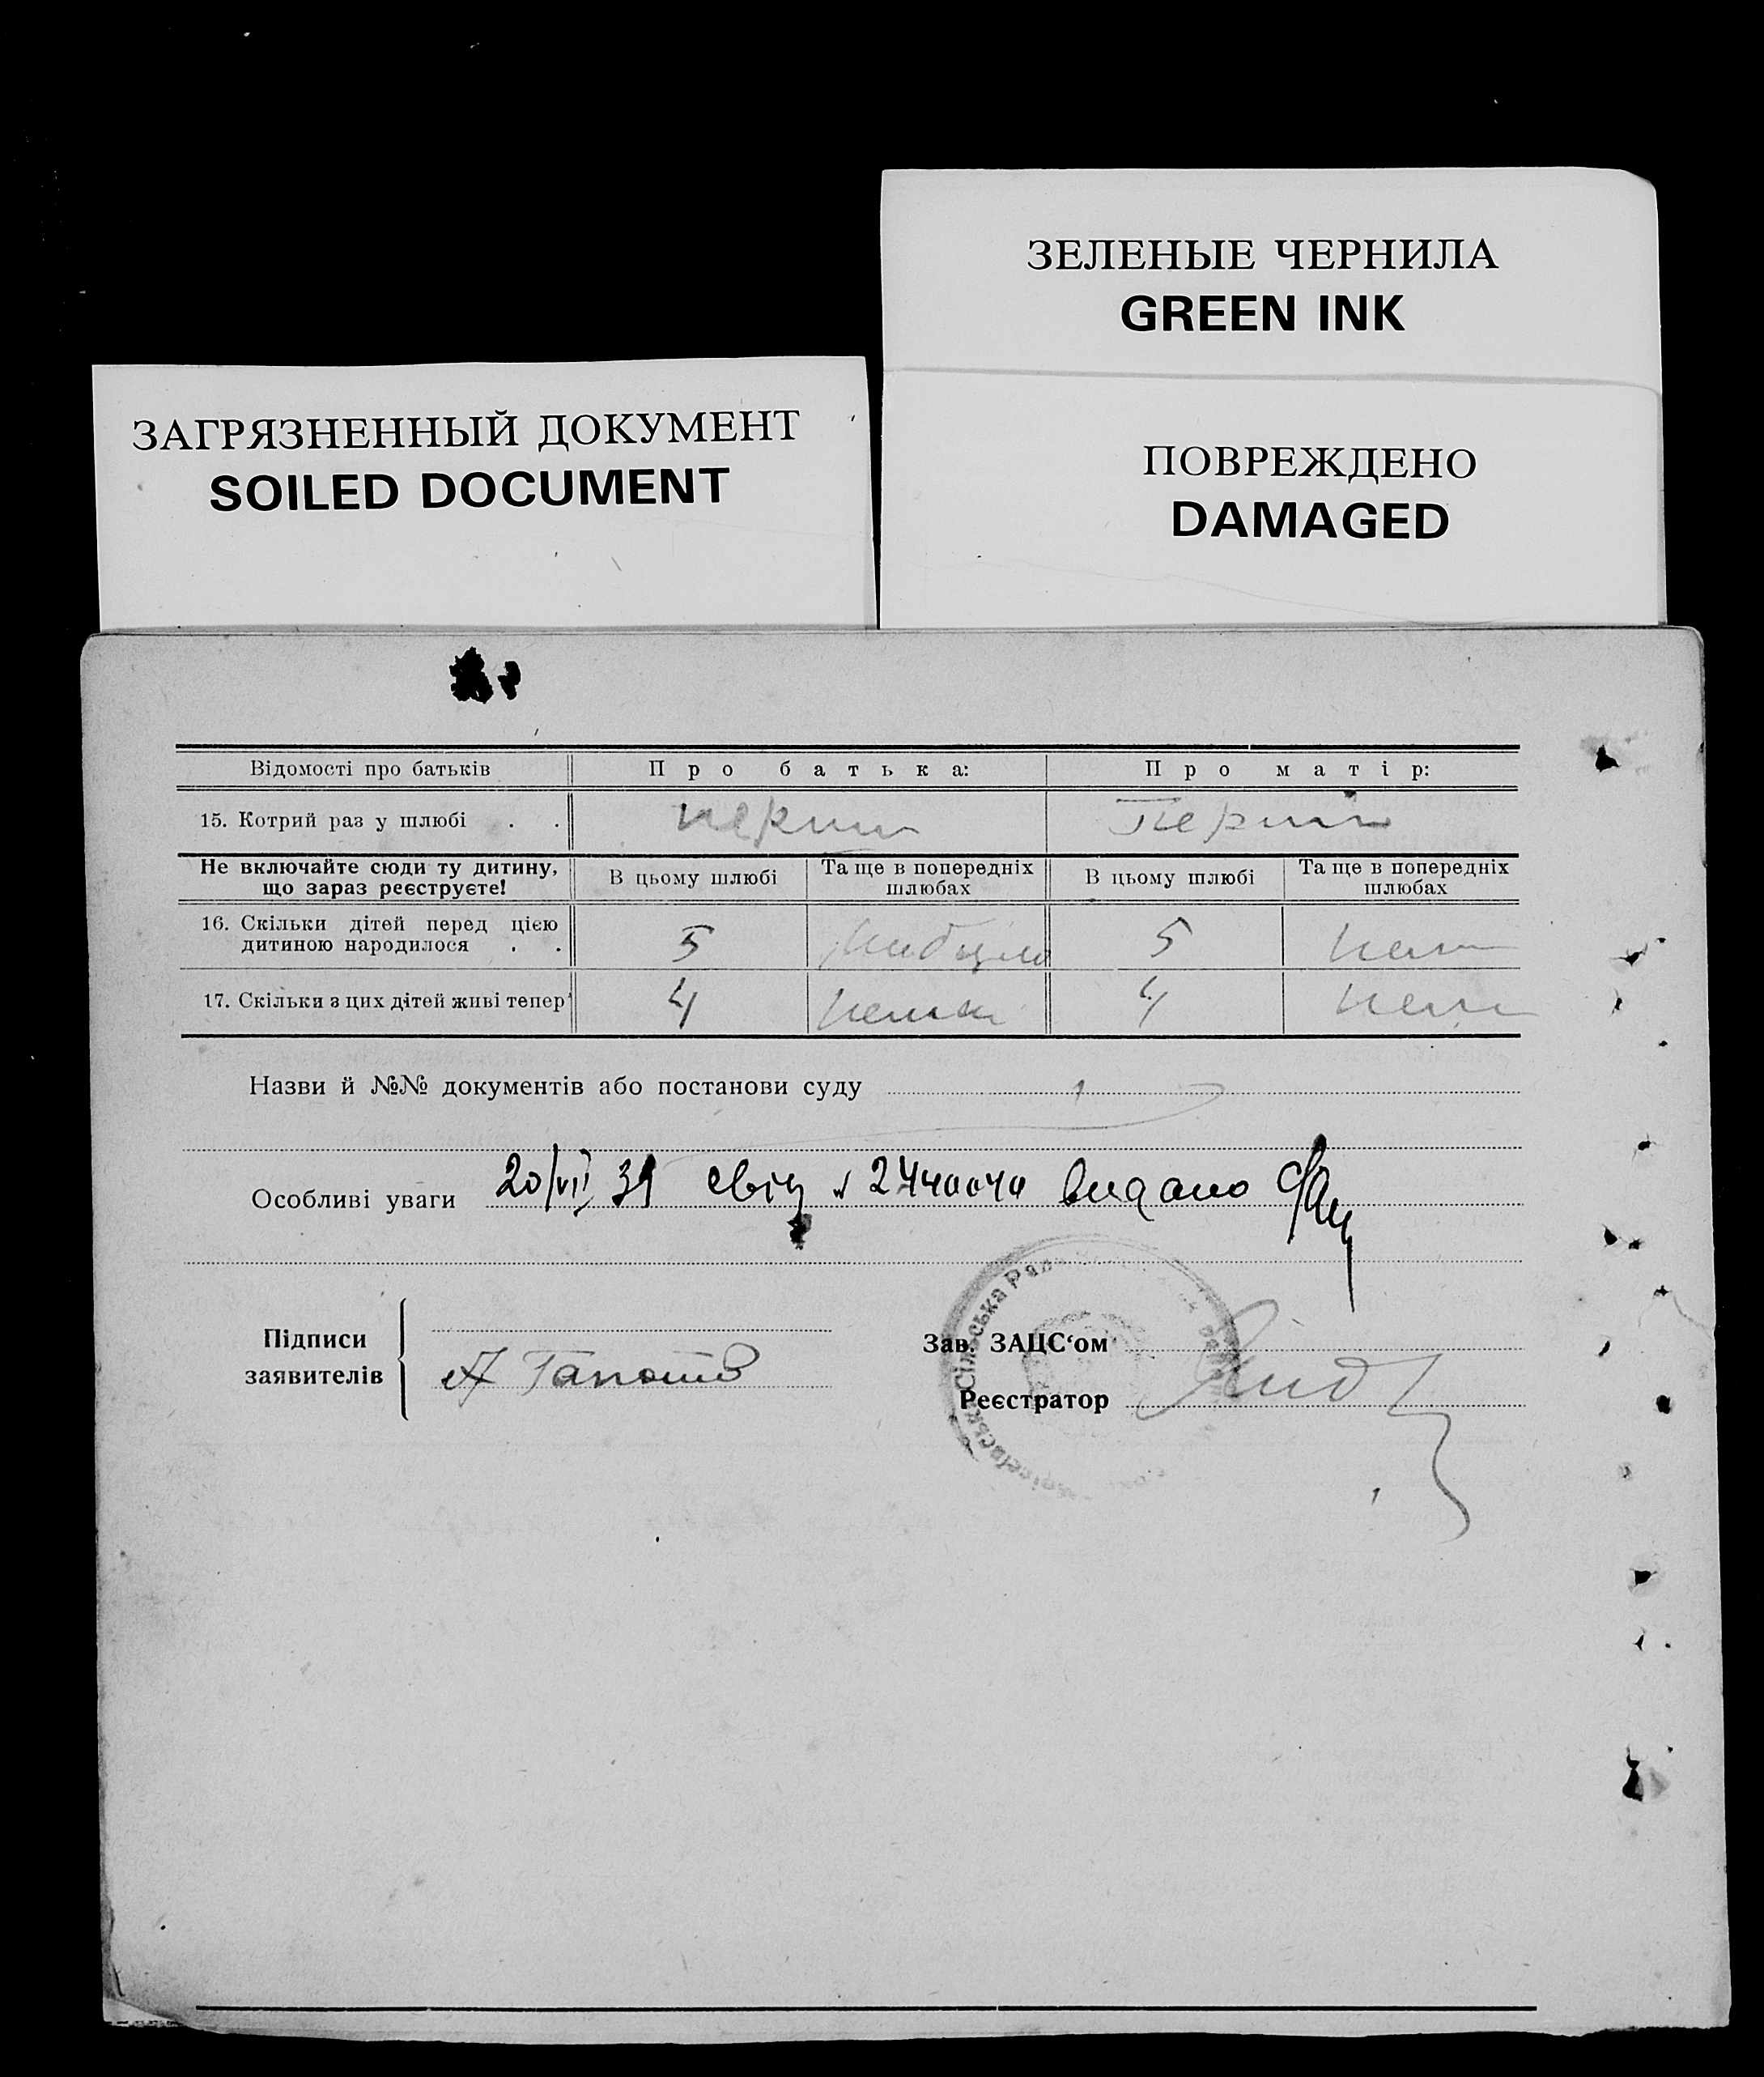 ЗЕЛЕНЫЕ ЧЕРНИЛА
GREEN INK
ЗАГРЯЗНЕННЫЙ ДОКУМЕНТ
SOILED DOCUMENT
ПОВРЕЖДЕНО
DAMAGED
Відомості про батьків Про батька: Про матір:
15. Котрий раз у шлюбі . .
Не включайте сюди ту дитину, що зараз реєструєте! В цьому шлюбі Та ще в попередніх шлюбах В цьому шлюбі Та ще в попередніх шлюбах
16. Скільки дітей перед цією
дитиною народилося . . 5 5
17. Скільки з цих дітей живі тепер 4 4
Назви й №№ документів або постанови суду
Особливі уваги 20/VII 39 свід № видано
Підписи
заявителів
Зав. ЗАЦС‘ом
Реєстратор
Сільська Рада